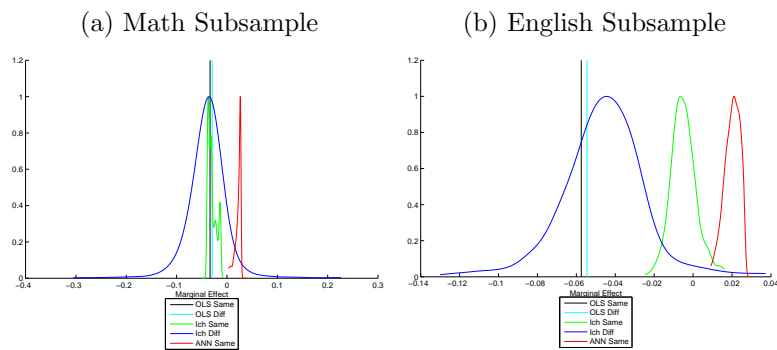 (a) Math Subsample
1.2
1
0.8
0.6
0.4
0.2
0
−0.4
−0.3
−0.2
−0.1
0
0.1
0.2
0.3
Marginal Effect
OLS Same
OLS Diff
Ich Same
Ich Diff
ANN Same
(b) English Subsample
1.2
1
0.8
0.6
0.4
0.2
0
−0.14
−0.12
−0.1
−0.08
−0.06
−0.04
−0.02
0
0.02
0.04
Marginal Effect
OLS Same
OLS Diff
Ich Same
Ich Diff
ANN Same